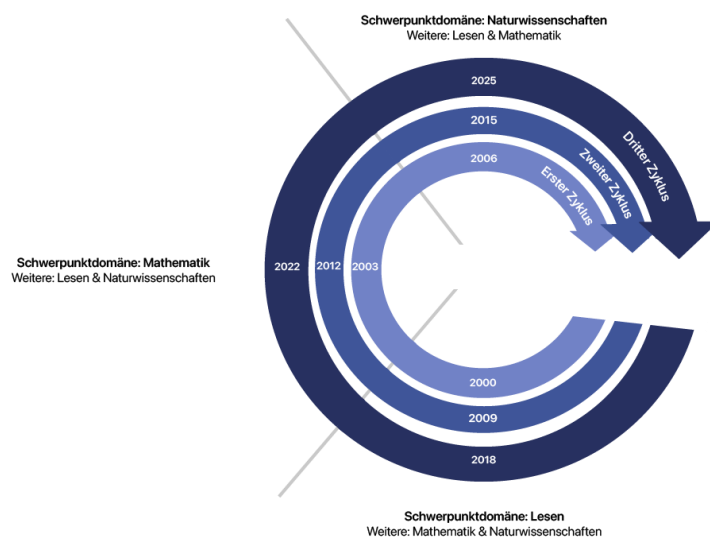 Schwerpunktdomäne: Naturwissenschaften
Weitere: Lesen & Mathematik
2025
2015
2006
Dritter Zyklus
Zweiter Zyklus
Erster Zyklus
Schwerpunktdomäne: Mathematik
Weitere: Lesen & Naturwissenschaften
2022
2012
2003
2000
2009
2018
Schwerpunktdomäne: Lesen
Weitere: Mathematik & Naturwissenschaften